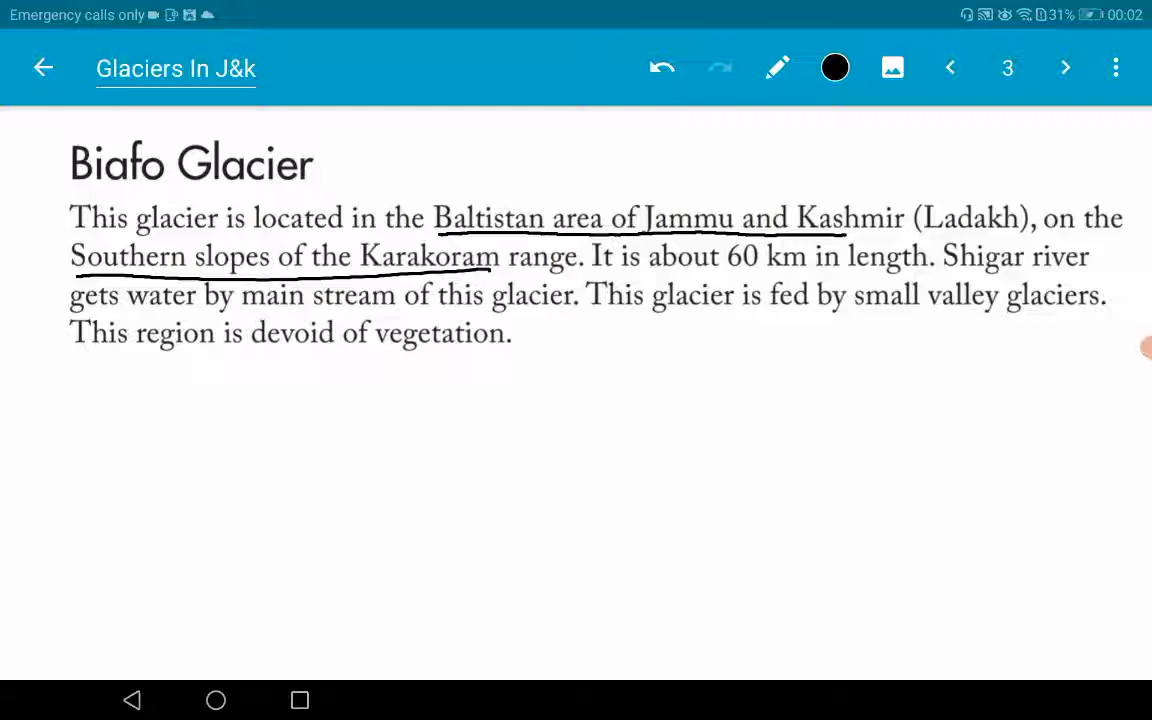 Emergency calls only
31% 00:02
Glaciers In J&k
3
Biafo Glacier
This glacier is located in the Baltistan area of Jammu and Kashmir (Ladakh), on the
Southern slopes of the Karakoram range. It is about 60 km in length. Shigar river
gets water by main stream of this glacier. This glacier is fed by small valley glaciers.
This region is devoid of vegetation.